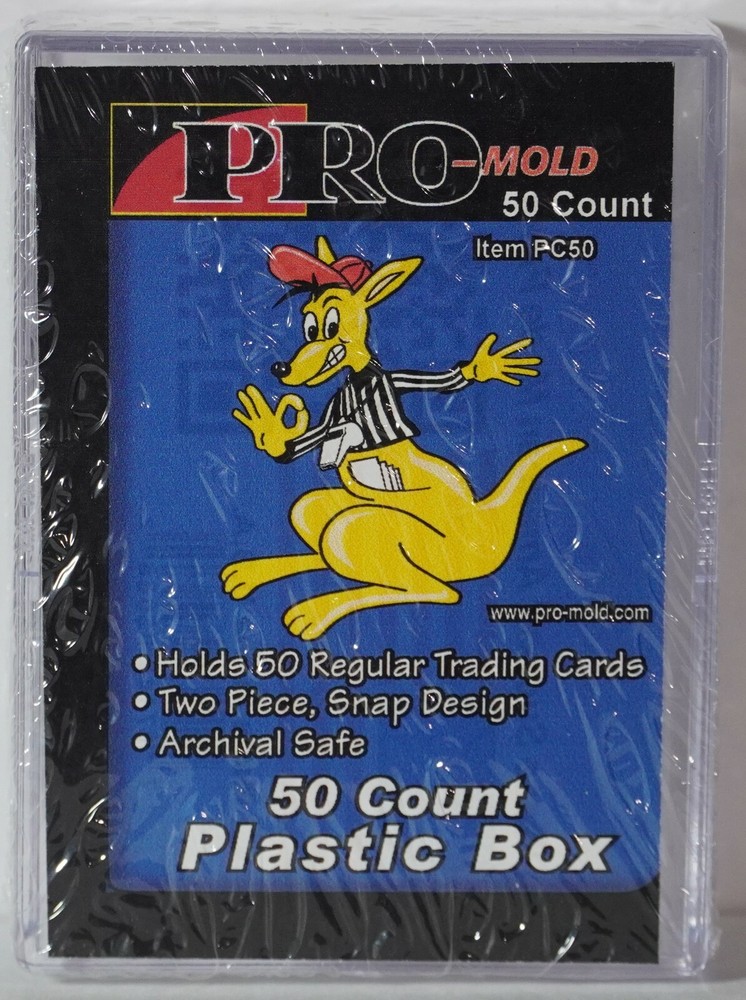 PRO-MOLD
50 Count
Item PC50
www.pro-mold.com
• Holds 50 Regular Trading Cards
• Two Piece, Snap Design
• Archival Safe
50 Count
Plastic Box